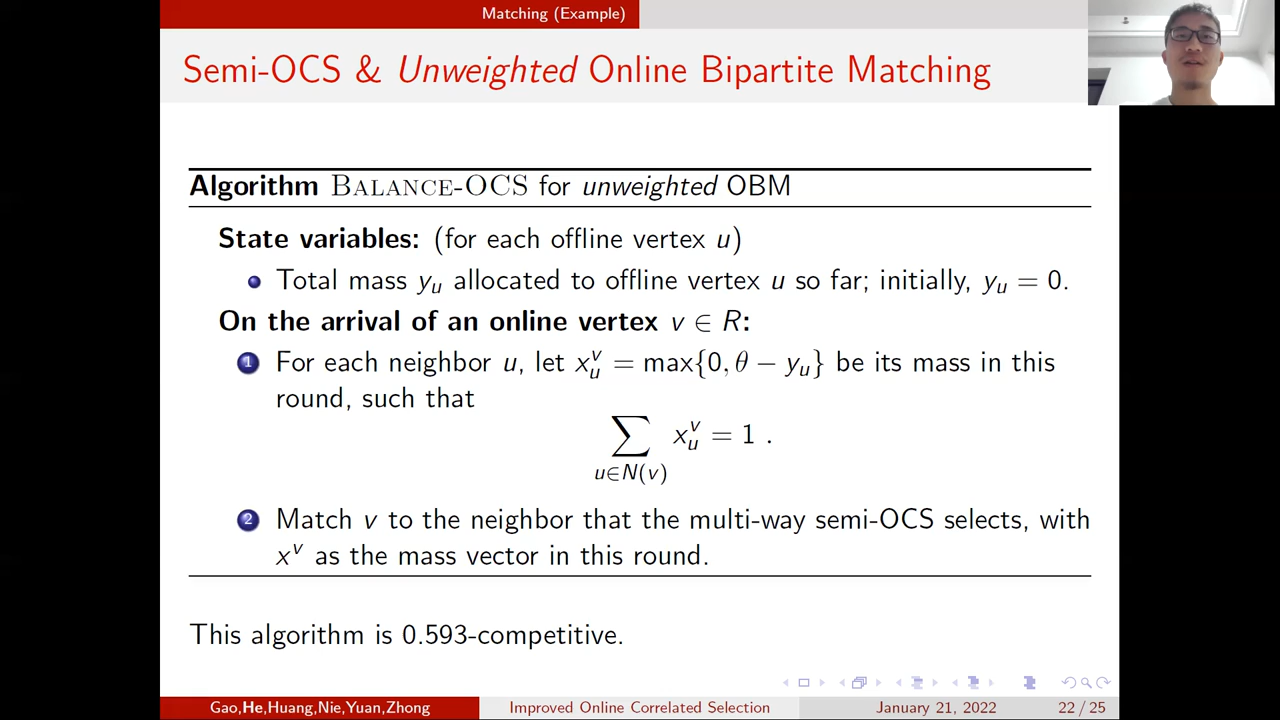 Matching (Example)
Semi-OCS & Unweighted Online Bipartite Matching
Algorithm BALANCE-OCS for unweighted OBM
State variables: (for each offline vertex u)
Total mass y_u allocated to offline vertex u so far; initially, y_u = 0.
On the arrival of an online vertex v ∈ R:
1 For each neighbor u, let x_u^v = max{0, θ − y_u} be its mass in this
round, such that
∑_{u∈N(v)} x_u^v = 1 .
2 Match v to the neighbor that the multi-way semi-OCS selects, with
x^v as the mass vector in this round.
This algorithm is 0.593-competitive.
Gao,He,Huang,Nie,Yuan,Zhong Improved Online Correlated Selection January 21, 2022 22 / 25